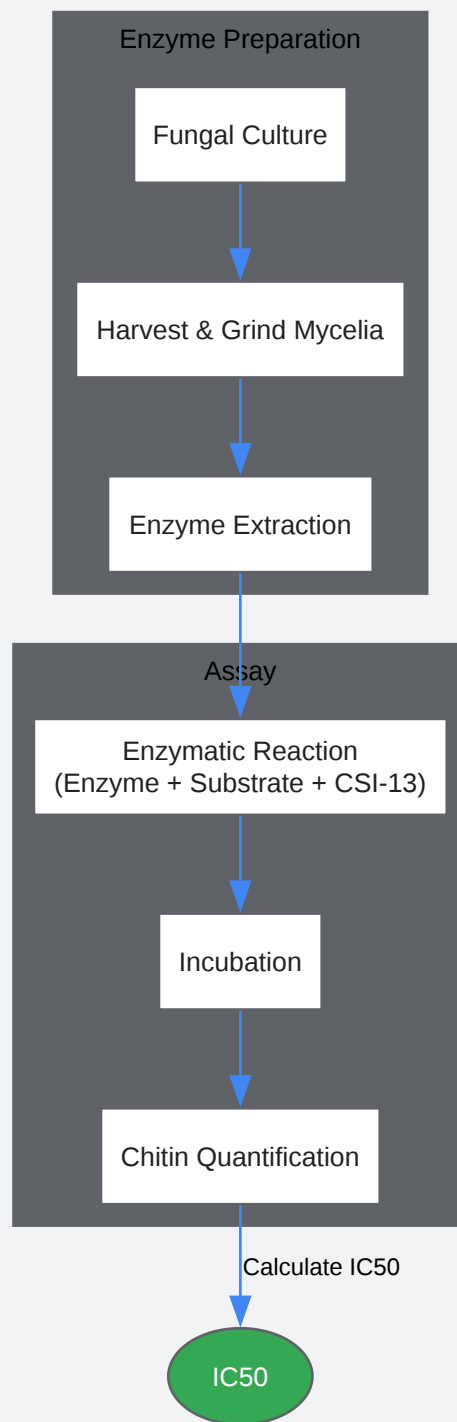 Enzyme Preparation
Fungal Culture
Harvest & Grind Mycelia
Enzyme Extraction
Assay
Enzymatic Reaction
(Enzyme + Substrate + CSI-13)
Incubation
Chitin Quantification
Calculate IC50
IC50